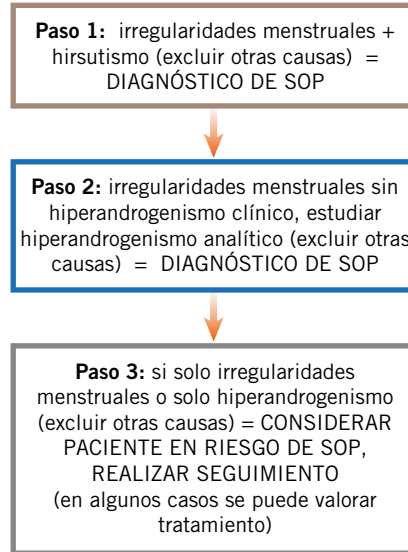 Paso 1: irregularidades menstruales +
hirsutismo (excluir otras causas) =
DIAGNÓSTICO DE SOP
Paso 2: irregularidades menstruales sin
hiperandrogenismo clínico, estudiar
hiperandrogenismo analítico (excluir otras
causas) = DIAGNÓSTICO DE SOP
Paso 3: si solo irregularidades
menstruales o solo hiperandrogenismo
(excluir otras causas) = CONSIDERAR
PACIENTE EN RIESGO DE SOP,
REALIZAR SEGUIMIENTO
(en algunos casos se puede valorar
tratamiento)